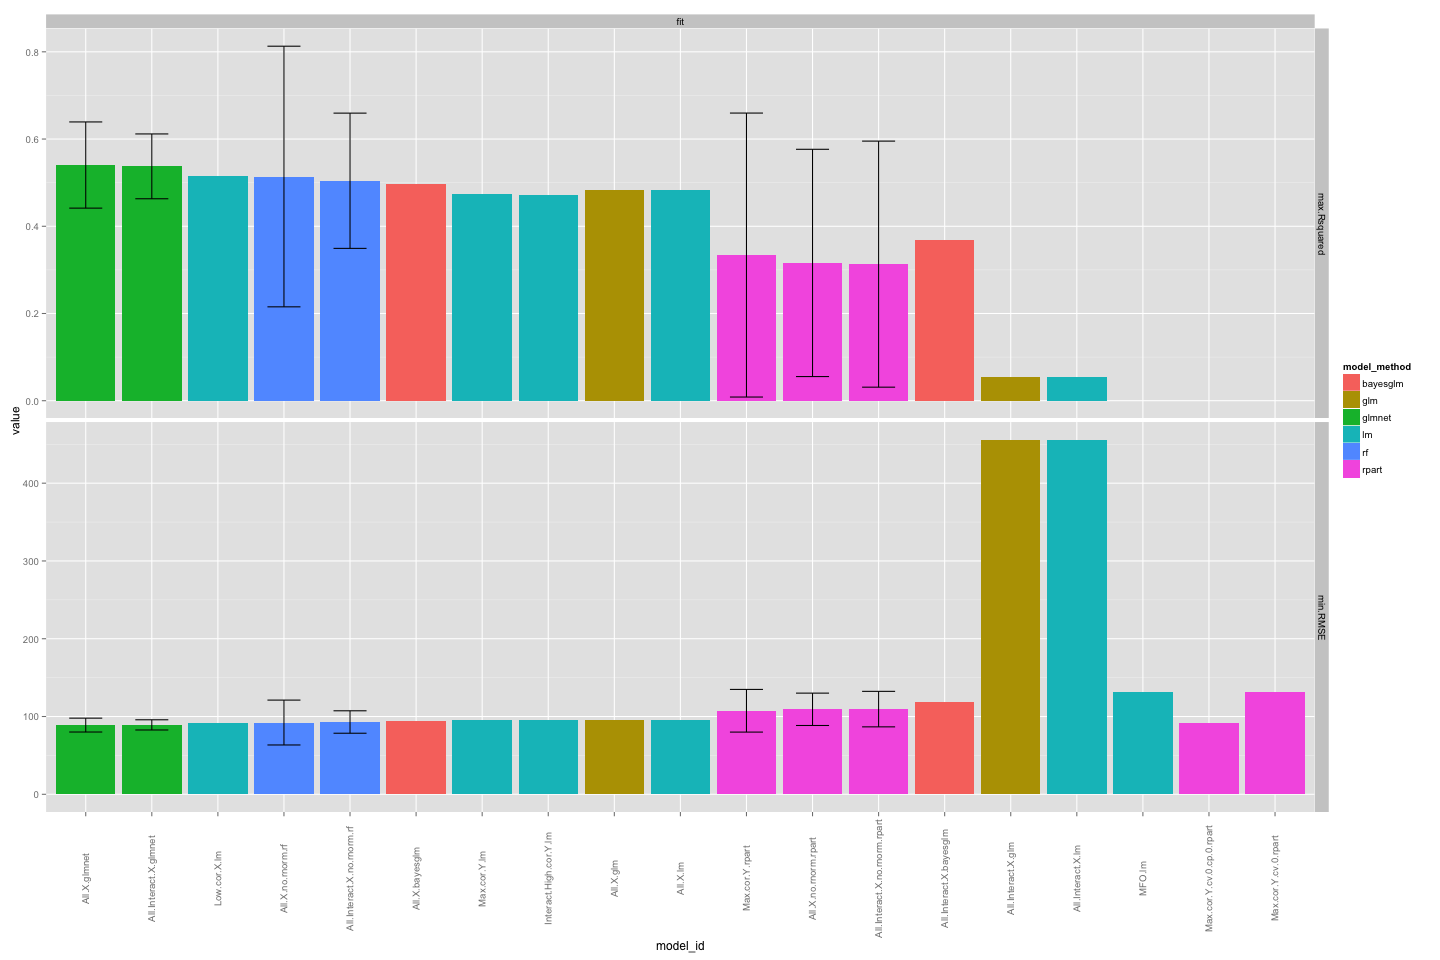 fit
0.8
0.6
0.4
0.2
0.0
max.Rsquared
value
400
300
200
100
0
min.RMSE
All.X.glmnet
All.Interact.X.glmnet
Low.cor.X.lm
All.X.no.rnorm.rf
All.Interact.X.no.rnorm.rf
All.X.bayesglm
Max.cor.Y.lm
Interact.High.cor.Y.lm
All.X.glm
All.X.lm
Max.cor.Y.rpart
All.X.no.rnorm.rpart
All.Interact.X.no.rnorm.rpart
All.Interact.X.bayesglm
All.Interact.X.glm
All.Interact.X.lm
MFO.lm
Max.cor.Y.cv.0.cp.0.rpart
Max.cor.Y.cv.0.rpart
model_id
model_method
bayesglm
glm
glmnet
lm
rf
rpart